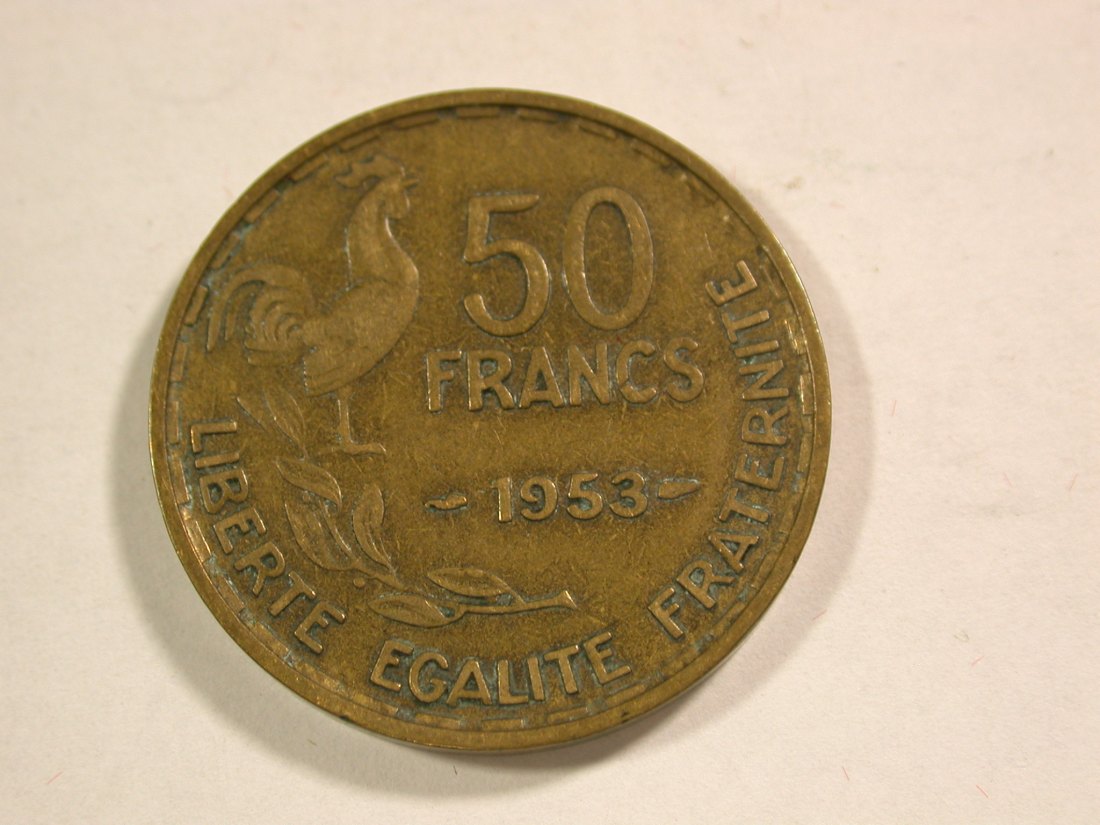 50
FRANCS
- 1953 -
LIBERTE EGALITE FRATERNITE